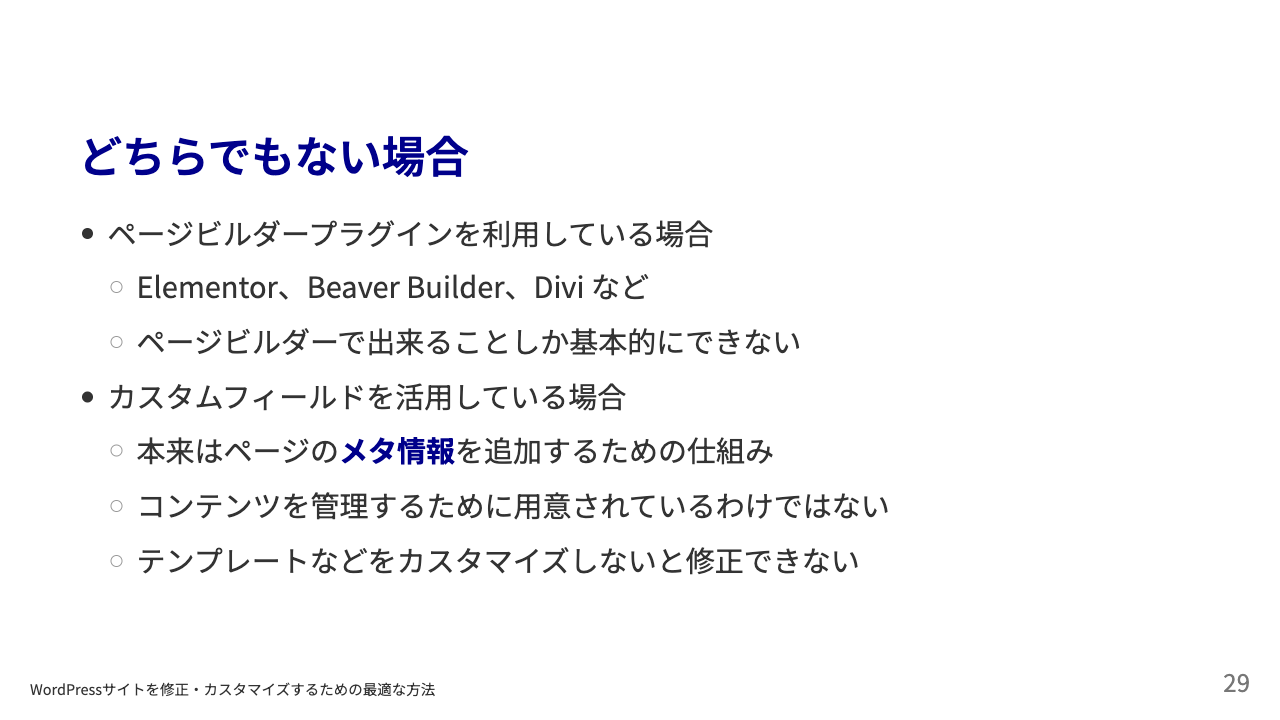 どちらでもない場合
ページビルダープラグインを利用している場合
Elementor、Beaver Builder、Divi など
ページビルダーで出来ることしか基本的にできない
カスタムフィールドを活用している場合
本来はページのメタ情報を追加するための仕組み
コンテンツを管理するために用意されているわけではない
テンプレートなどをカスタマイズしないと修正できない
WordPressサイトを修正・カスタマイズするための最適な方法
29